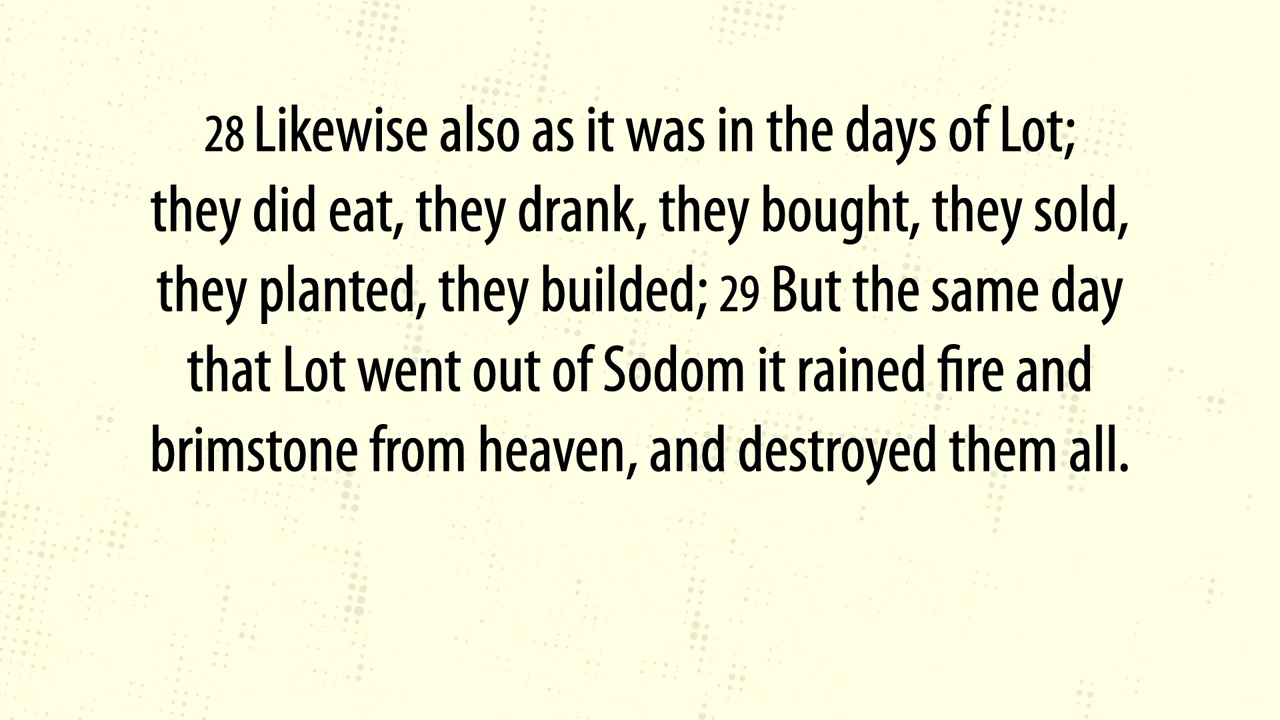 28 Likewise also as it was in the days of Lot;
they did eat, they drank, they bought, they sold,
they planted, they builded; 29 But the same day
that Lot went out of Sodom it rained fire and
brimstone from heaven, and destroyed them all.